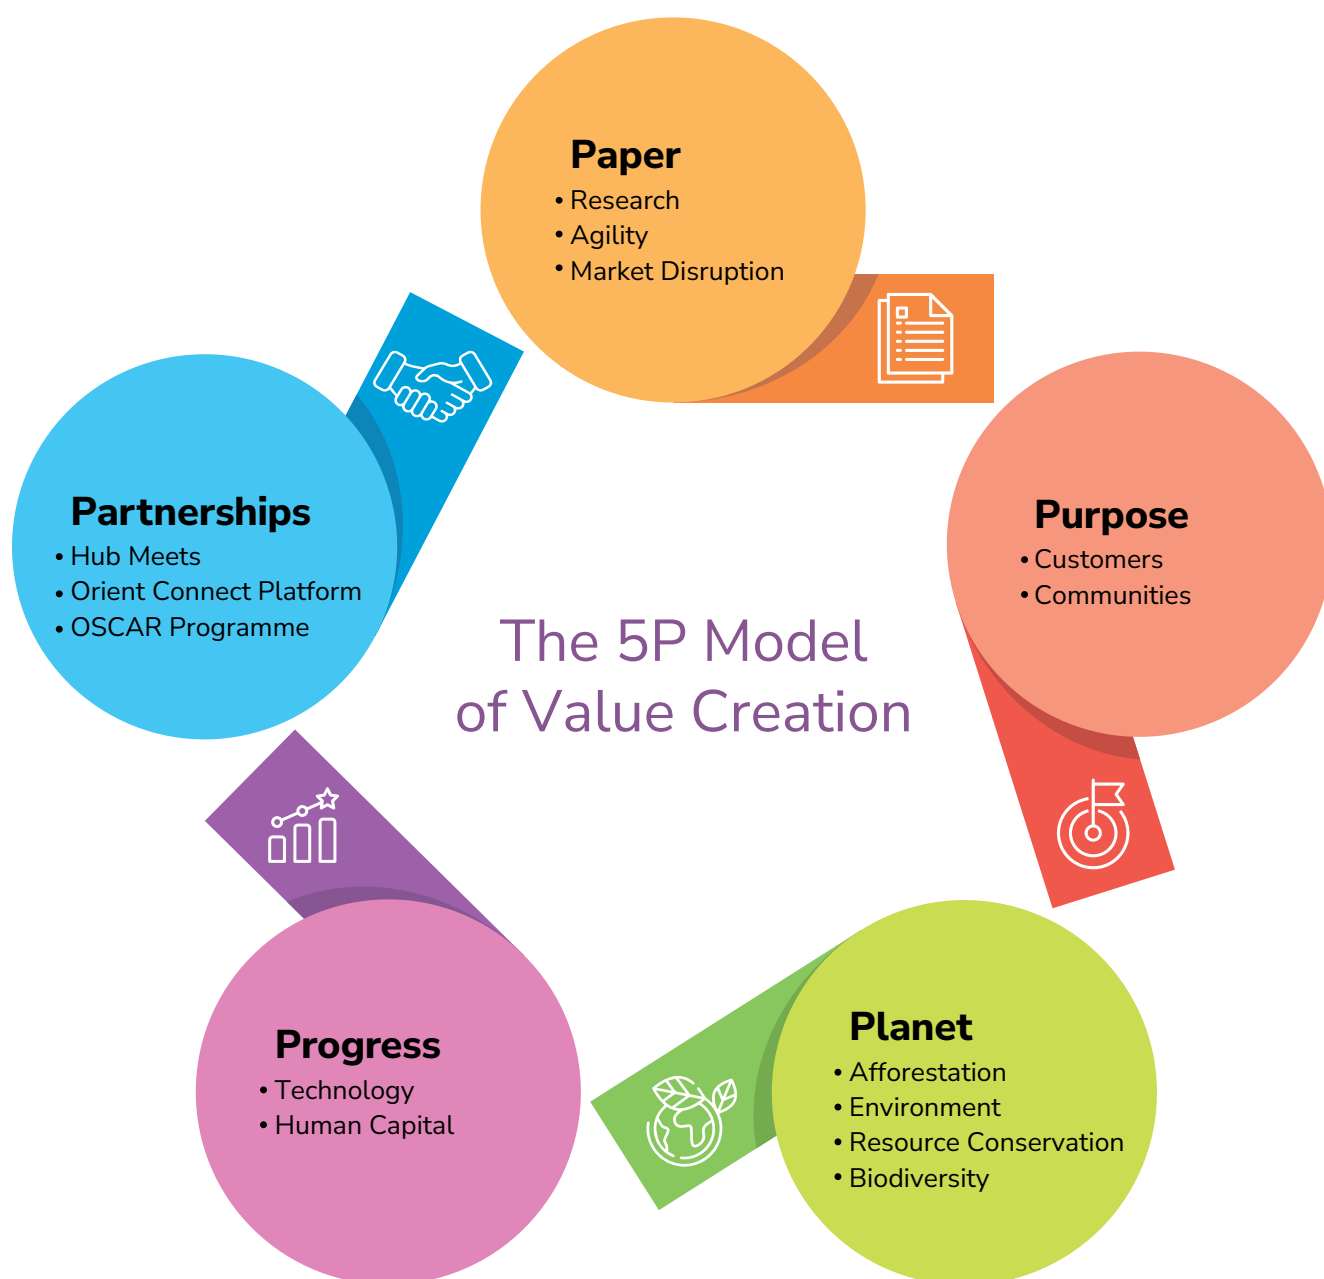 Paper
• Research
• Agility
• Market Disruption
Purpose
• Customers
• Communities
Partnerships
• Hub Meets
• Orient Connect Platform
• OSCAR Programme
The 5P Model
of Value Creation
Planet
• Afforestation
• Environment
• Resource Conservation
• Biodiversity
Progress
• Technology
• Human Capital